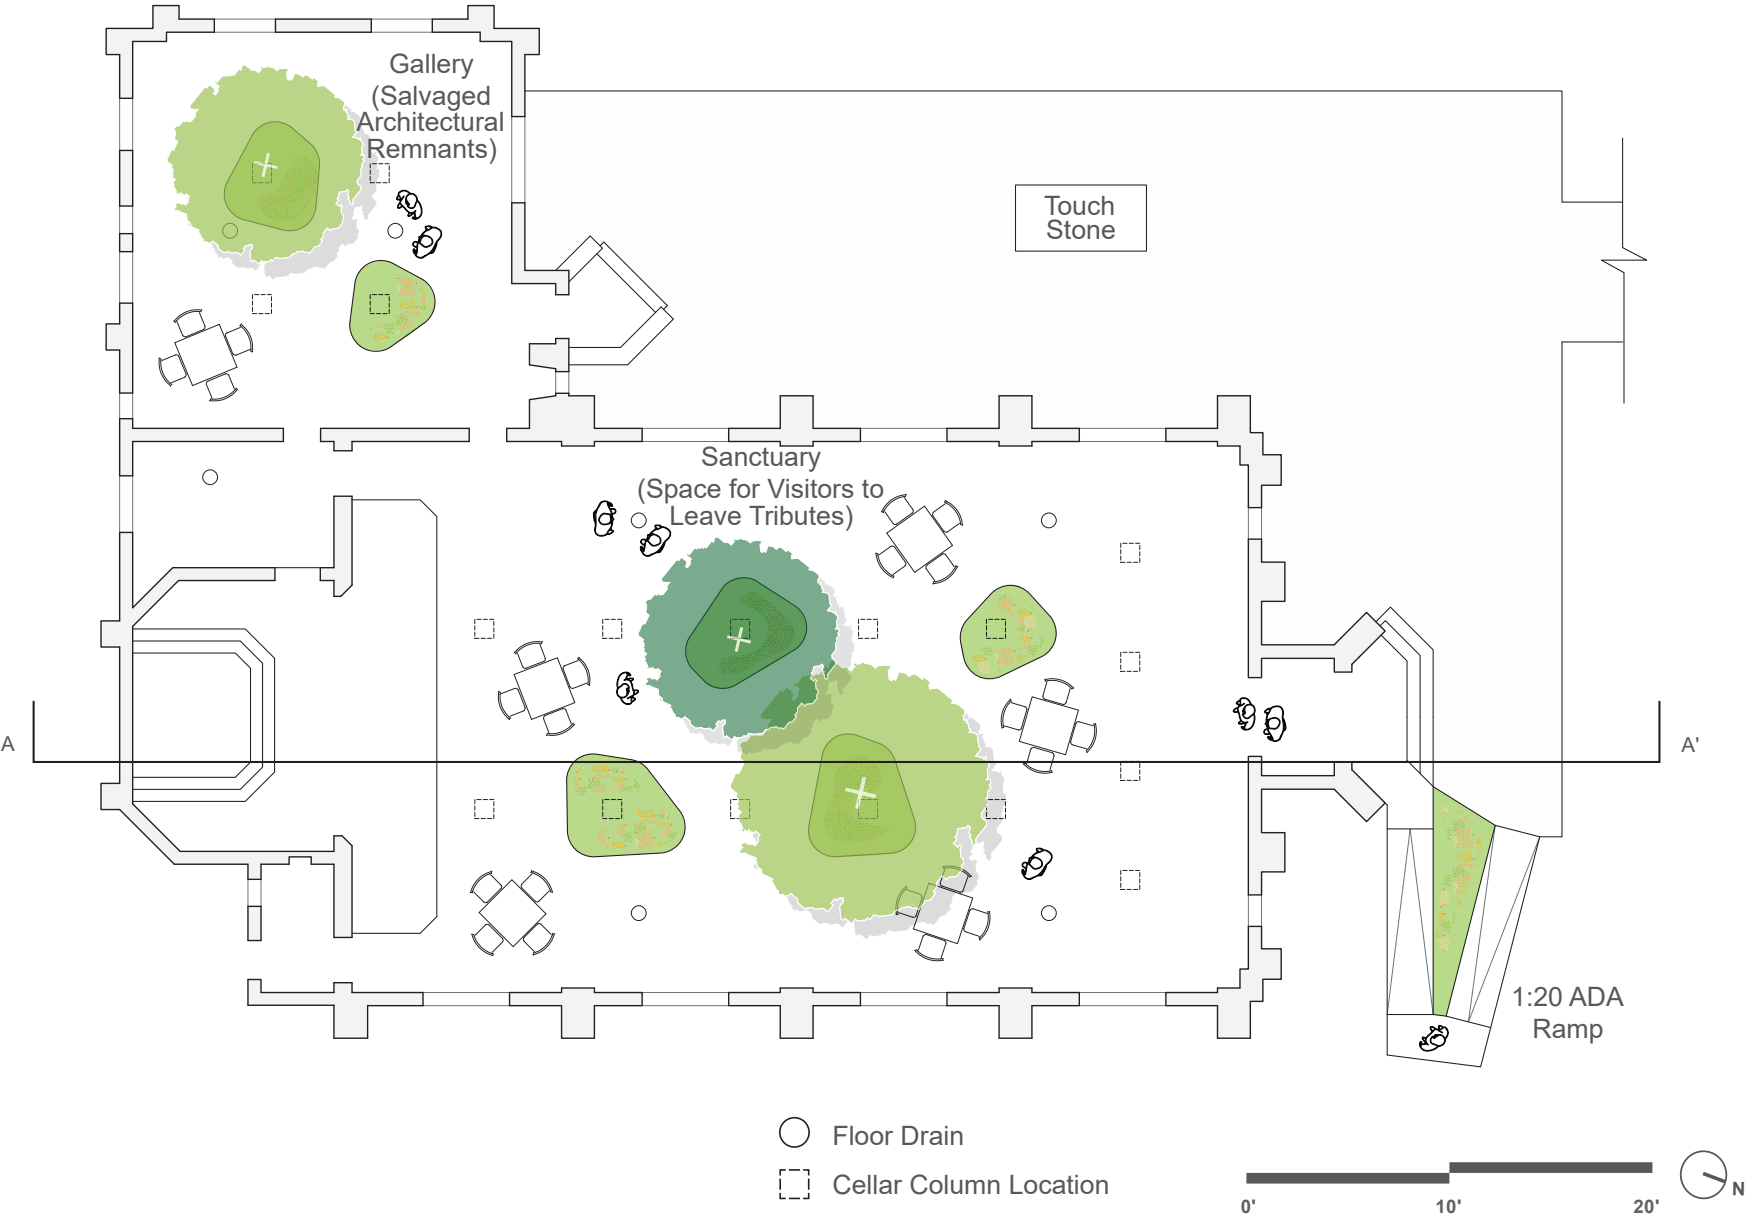 Gallery
(Salvaged
Architectural
Remnants)
Touch
Stone
Sanctuary
(Space for Visitors to
Leave Tributes)
A
A'
1:20 ADA
Ramp
Floor Drain
Cellar Column Location
0'
10'
20'
N